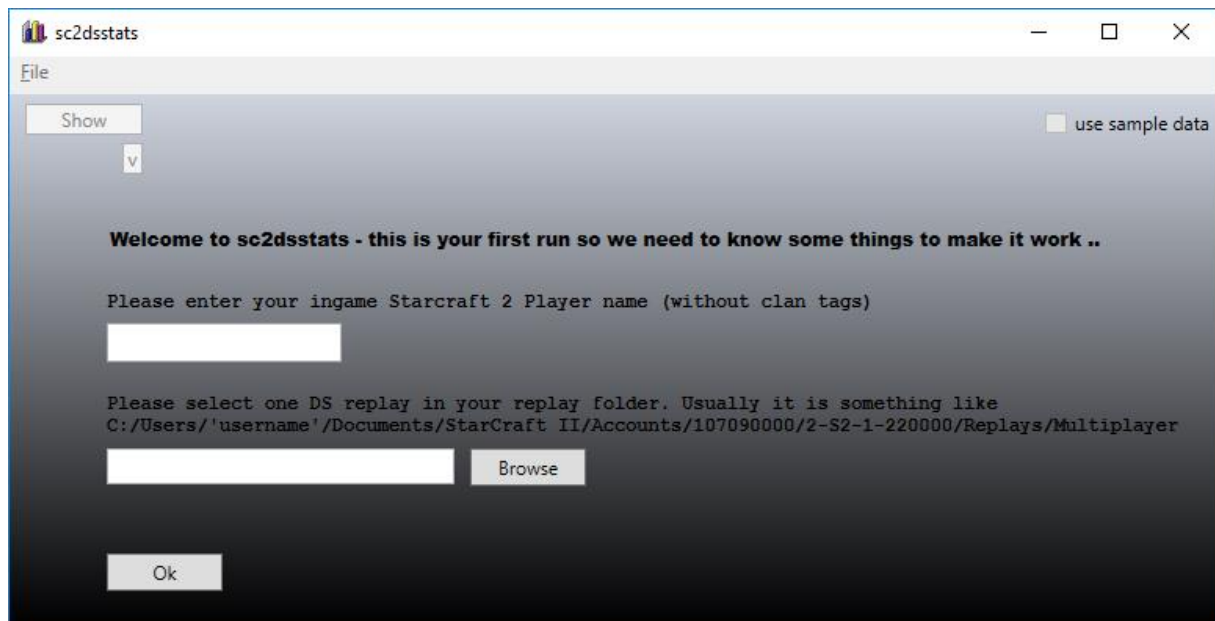 sc2dsstats
File
Show
use sample data
v
Welcome to sc2dsstats - this is your first run so we need to know some things to make it work ..
Please enter your ingame Starcraft 2 Player name (without clan tags)
Please select one DS replay in your replay folder. Usually it is something like
C:/Users/'username'/Documents/StarCraft II/Accounts/107090000/2-S2-1-220000/Replays/Multiplayer
Browse
Ok